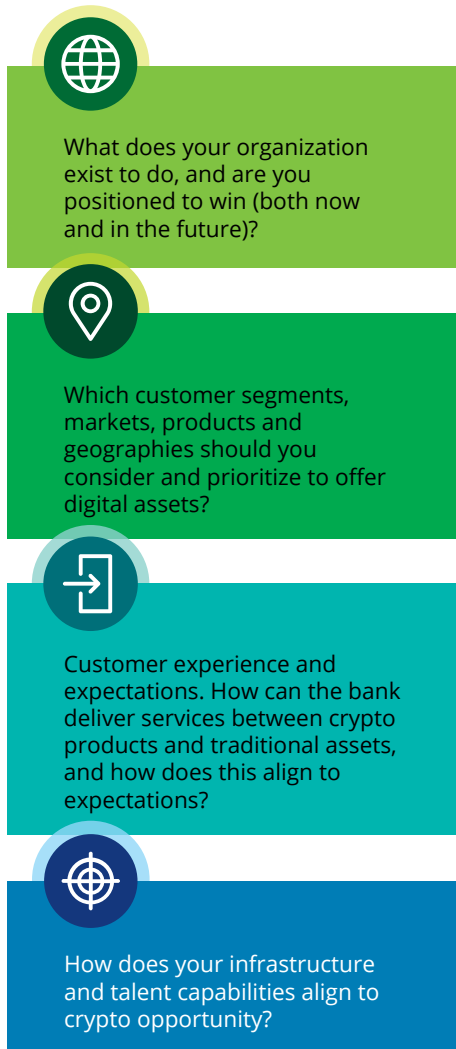 What does your organization
exist to do, and are you
positioned to win (both now
and in the future)?
Which customer segments,
markets, products and
geographies should you
consider and prioritize to offer
digital assets?
Customer experience and
expectations. How can the bank
deliver services between crypto
products and traditional assets,
and how does this align to
expectations?
How does your infrastructure
and talent capabilities align to
crypto opportunity?